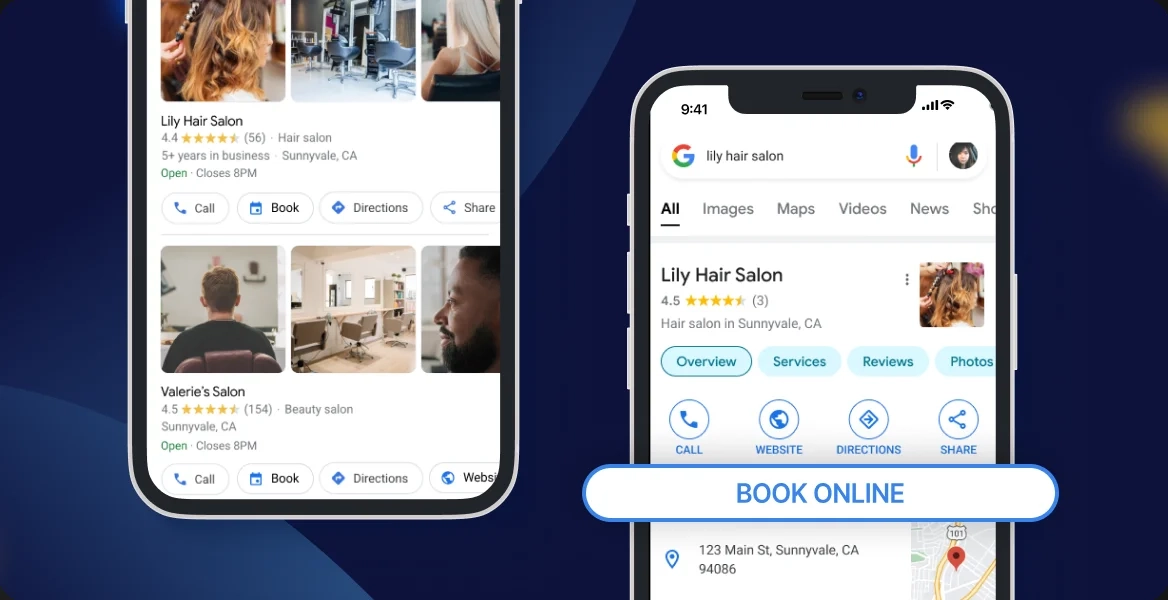 Lily Hair Salon
4.4 (56) · Hair salon
5+ years in business · Sunnyvale, CA
Open · Closes 8PM
Call Book Directions Share
Valerie's Salon
4.5 (154) · Beauty salon
Sunnyvale, CA
Open · Closes 8PM
Call Book Directions Websi
9:41
lily hair salon
All Images Maps Videos News Sho
Lily Hair Salon
4.5 (3)
Hair salon in Sunnyvale, CA
Overview Services Reviews Photos
CALL WEBSITE DIRECTIONS SHARE
BOOK ONLINE
123 Main St, Sunnyvale, CA
94086
101